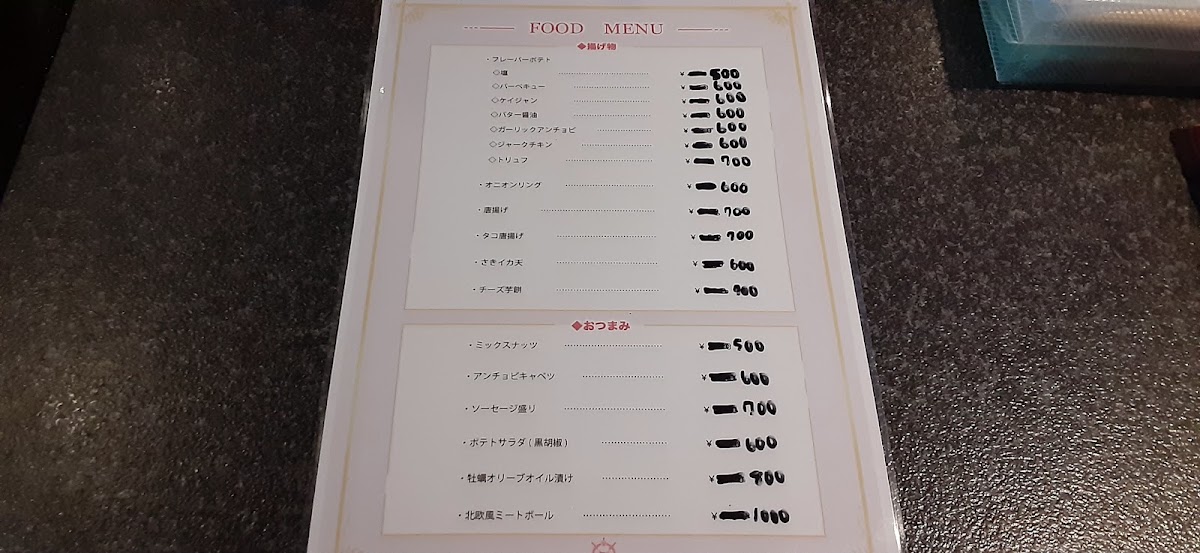 FOOD MENU
◆揚げ物
・フレーバーポテト
◇塩 ¥ 500
◇バーベキュー ¥ 600
◇ケイジャン ¥ 600
◇バター醤油 ¥ 600
◇ガーリックアンチョビ ¥ 600
◇ジャークチキン ¥ 600
◇トリュフ ¥ 700
・オニオンリング ¥ 600
・唐揚げ ¥ 700
・タコ唐揚げ ¥ 700
・さきイカ天 ¥ 600
・チーズ芋餅 ¥
◆おつまみ
・ミックスナッツ ¥ 500
・アンチョビキャベツ ¥ 600
・ソーセージ盛り ¥ 700
・ポテトサラダ(黒胡椒) ¥ 600
・牡蠣オリーブオイル漬け ¥
・北欧風ミートボール ¥ 1000